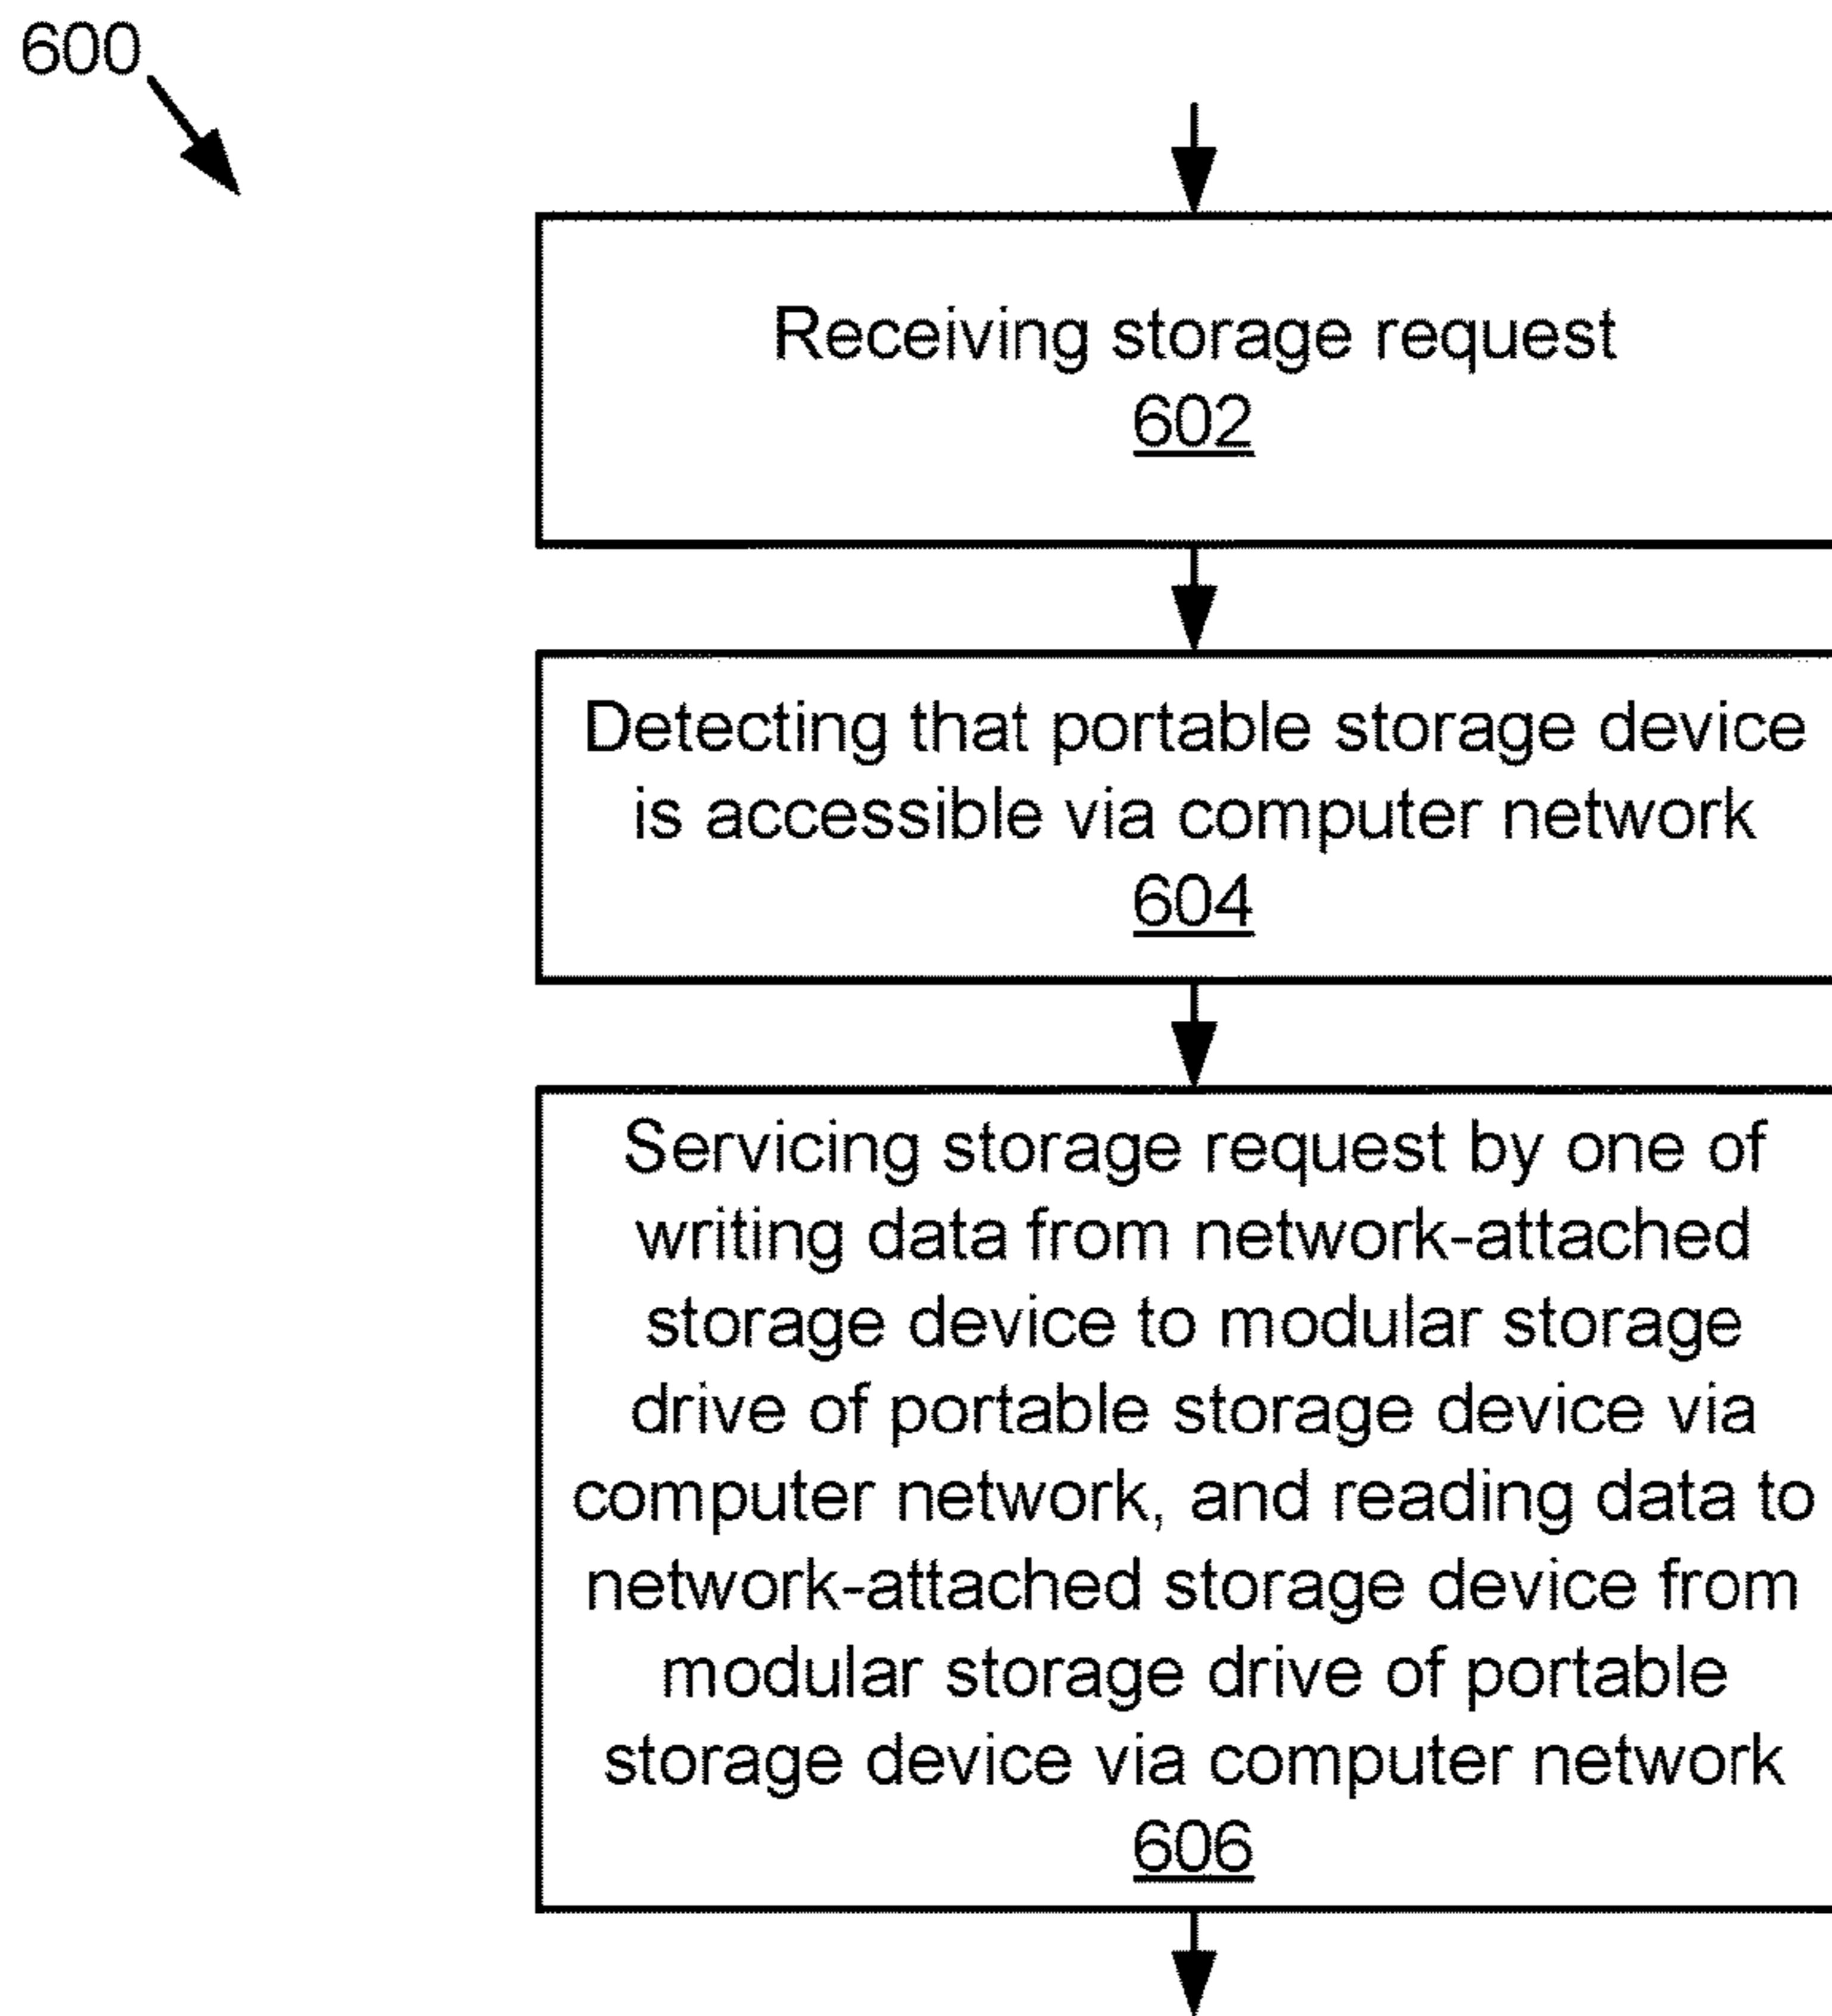 600
Receiving storage request
602
Detecting that portable storage device
is accessible via computer network
604
Servicing storage request by one of
writing data from network-attached
storage device to modular storage
drive of portable storage device via
computer network, and reading data to
network-attached storage device from
modular storage drive of portable
storage device via computer network
606